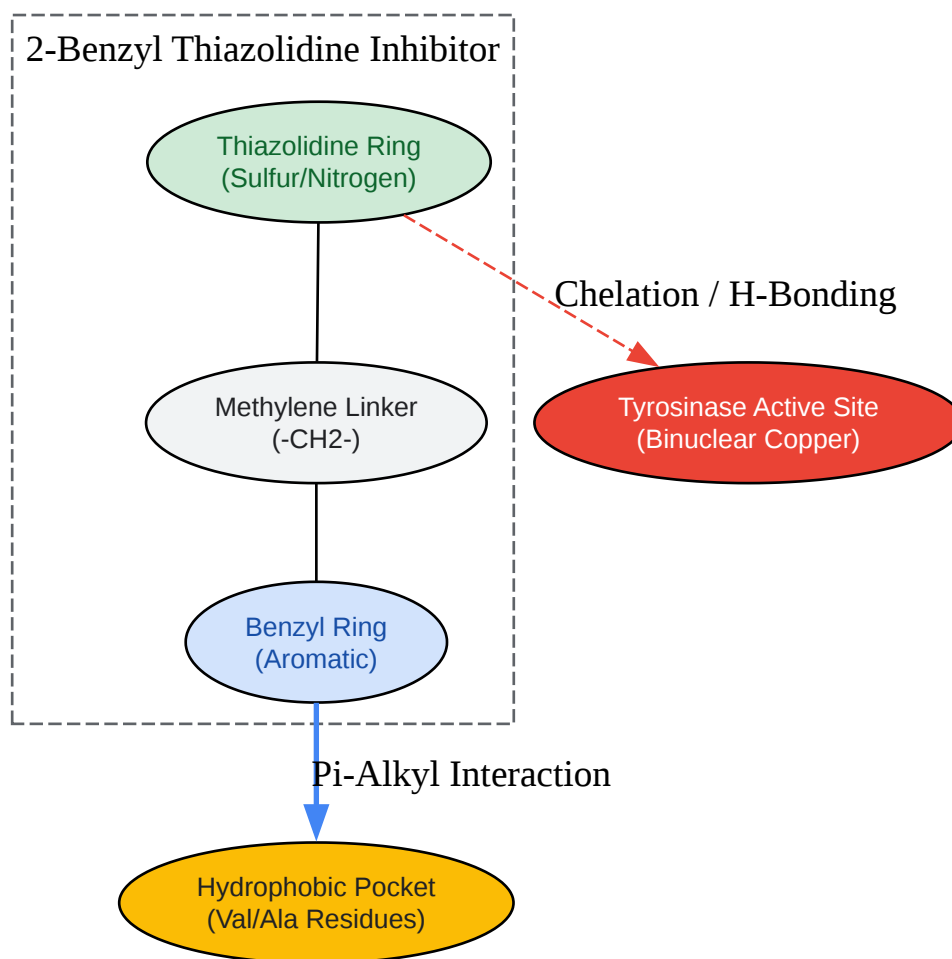 2-Benzyl Thiazolidine Inhibitor
Thiazolidine Ring
(Sulfur/Nitrogen)
Chelation / H-Bonding
Methylene Linker
(-CH2-)
Tyrosinase Active Site
(Binuclear Copper)
Benzyl Ring
(Aromatic)
Pi-Alkyl Interaction
Hydrophobic Pocket
(Val/Ala Residues)